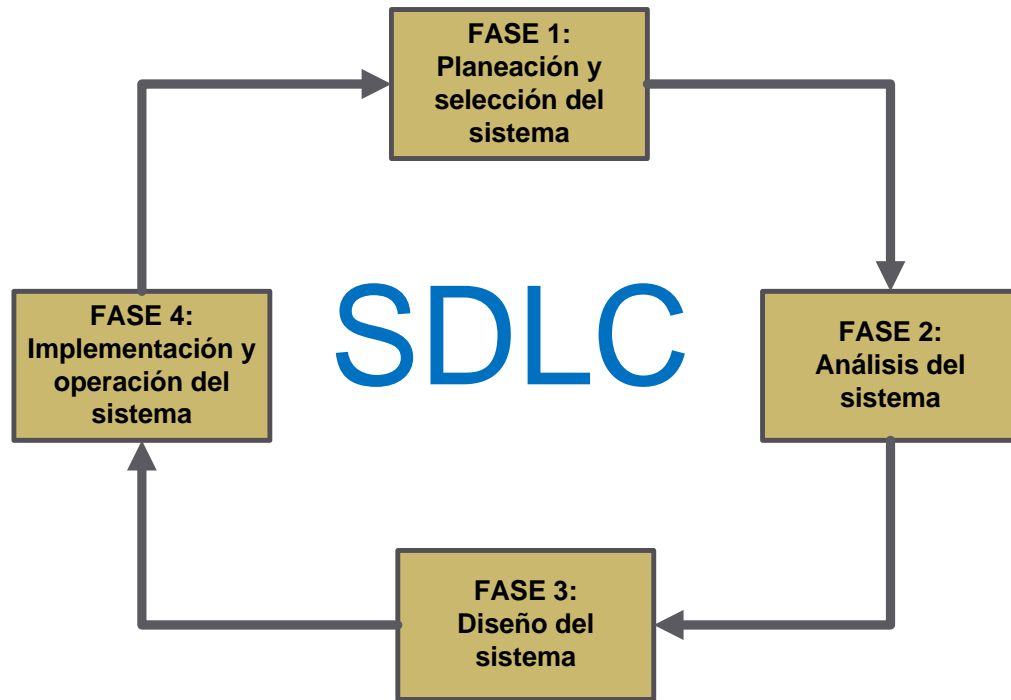 FASE 1:
Planeación y
selección del
sistema
SDLC
FASE 4:
Implementación y
operación del
sistema
FASE 2:
Análisis del
sistema
FASE 3:
Diseño del
sistema